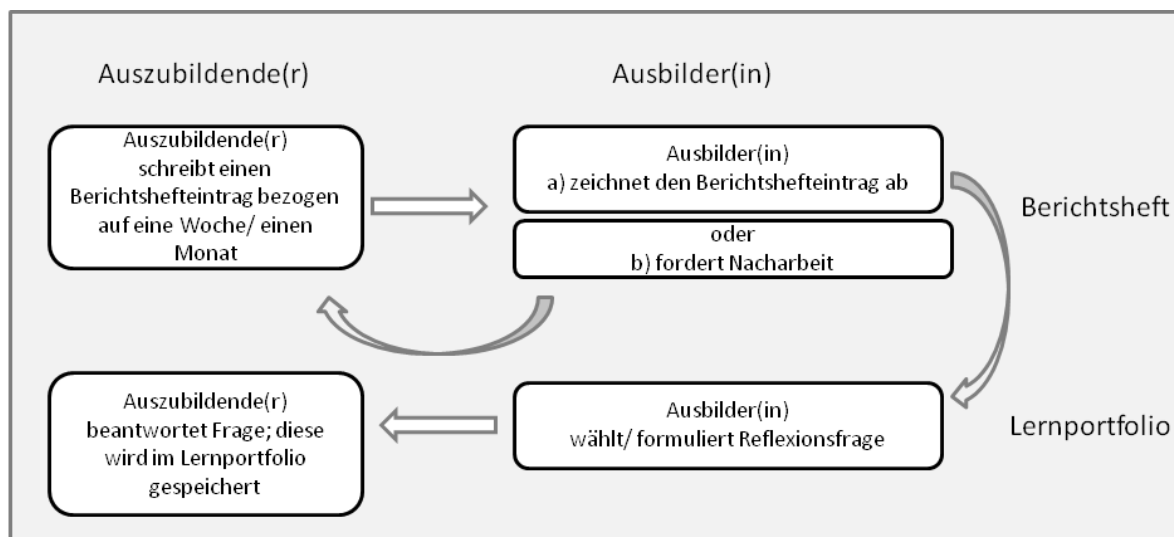 Auszubildende(r)
Ausbilder(in)
Auszubildende(r)
schreibt einen
Berichtshefteintrag bezogen
auf eine Woche/ einen
Monat
Ausbilder(in)
a) zeichnet den Berichtshefteintrag ab
oder
b) fordert Nacharbeit
Berichtsheft
Auszubildende(r)
beantwortet Frage; diese
wird im Lernportfolio
gespeichert
Ausbilder(in)
wählt/ formuliert Reflexionsfrage
Lernportfolio